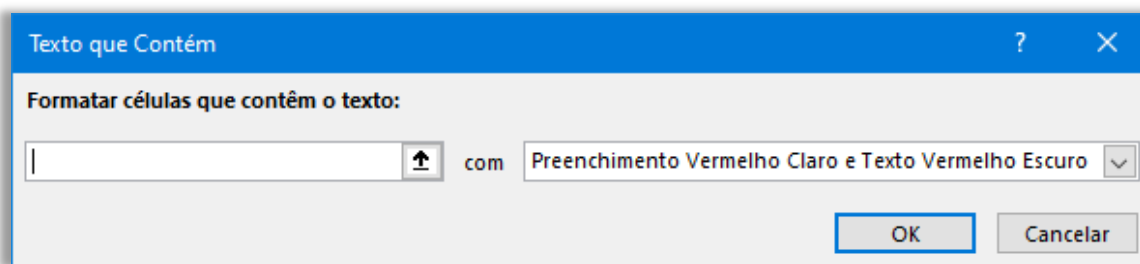 Texto que Contém
Formatar células que contêm o texto:
com Preenchimento Vermelho Claro e Texto Vermelho Escuro
OK Cancelar